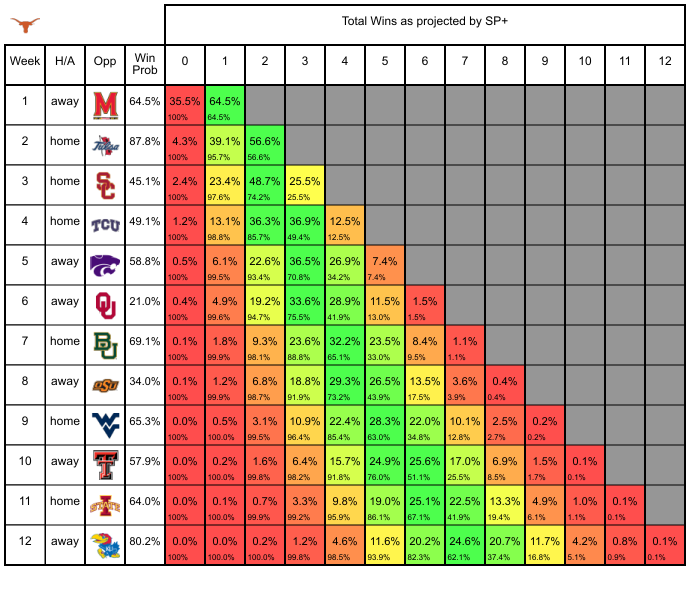 Total Wins as projected by SP+
Week H/A Opp Win Prob 0 1 2 3 4 5 6 7 8 9 10 11 12
1 away M 64.5% 35.5% 64.5%
100% 64.5%
2 home Tulsa 87.8% 4.3% 39.1% 56.6%
100% 95.7% 56.6%
3 home SC 45.1% 2.4% 23.4% 48.7% 25.5%
100% 97.6% 74.2% 25.5%
4 home TCU 49.1% 1.2% 13.1% 36.3% 36.9% 12.5%
100% 98.8% 85.7% 49.4% 12.5%
5 away 58.8% 0.5% 6.1% 22.6% 36.5% 26.9% 7.4%
100% 99.5% 93.4% 70.8% 34.2% 7.4%
6 away OU 21.0% 0.4% 4.9% 19.2% 33.6% 28.9% 11.5% 1.5%
100% 99.6% 94.7% 75.5% 41.9% 13.0% 1.5%
7 home BU 69.1% 0.1% 1.8% 9.3% 23.6% 32.2% 23.5% 8.4% 1.1%
100% 99.9% 98.1% 88.8% 65.1% 33.0% 9.5% 1.1%
8 away OSU 34.0% 0.1% 1.2% 6.8% 18.8% 29.3% 26.5% 13.5% 3.6% 0.4%
100% 99.9% 98.7% 91.9% 73.2% 43.9% 17.5% 3.9% 0.4%
9 home WV 65.3% 0.0% 0.5% 3.1% 10.9% 22.4% 28.3% 22.0% 10.1% 2.5% 0.2%
100% 100.0% 99.5% 96.4% 85.4% 63.0% 34.8% 12.8% 2.7% 0.2%
10 away T 57.9% 0.0% 0.2% 1.6% 6.4% 15.7% 24.9% 25.6% 17.0% 6.9% 1.5% 0.1%
100% 100.0% 99.8% 98.2% 91.8% 76.0% 51.1% 25.5% 8.5% 1.7% 0.1%
11 home I STATE 64.0% 0.0% 0.1% 0.7% 3.3% 9.8% 19.0% 25.1% 22.5% 13.3% 4.9% 1.0% 0.1%
100% 100.0% 99.9% 99.2% 95.9% 86.1% 67.1% 41.9% 19.4% 6.1% 1.1% 0.1%
12 away KU 80.2% 0.0% 0.0% 0.2% 1.2% 4.6% 11.6% 20.2% 24.6% 20.7% 11.7% 4.2% 0.8% 0.1%
100% 100.0% 100.0% 99.8% 98.5% 93.9% 82.3% 62.1% 37.4% 16.8% 5.1% 0.9% 0.1%